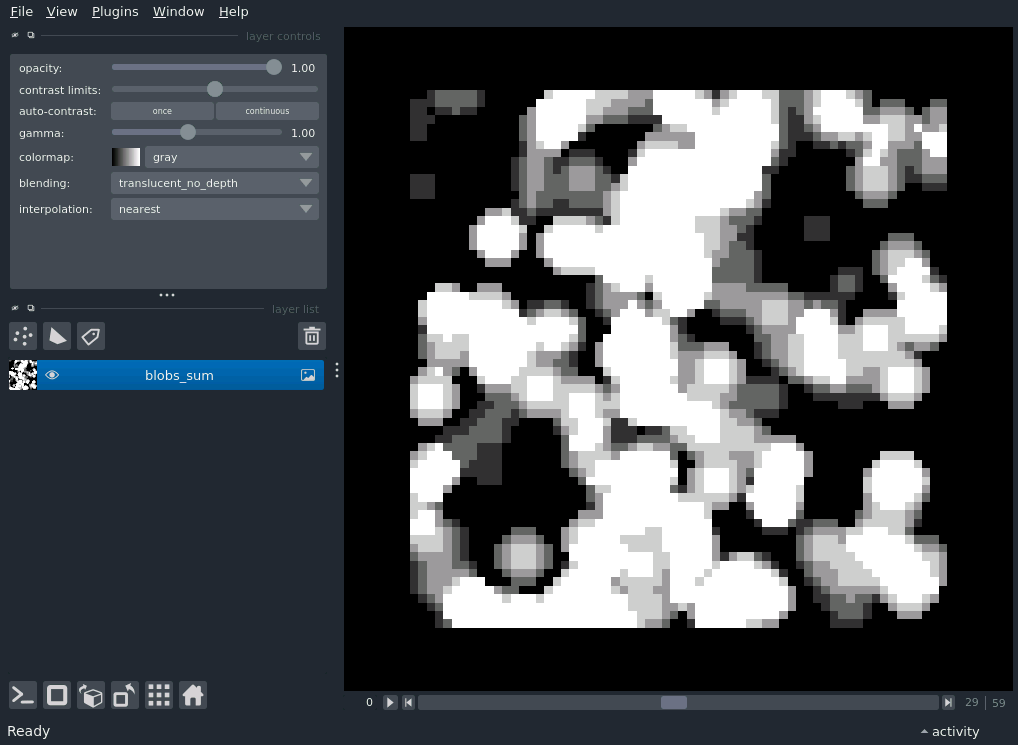 File View Plugins Window Help
layer controls
opacity: 1.00
contrast limits:
auto-contrast: once continuous
gamma: 1.00
colormap: gray
blending: translucent_no_depth
interpolation: nearest
layer list
blobs_sum
0 29 | 59
Ready activity